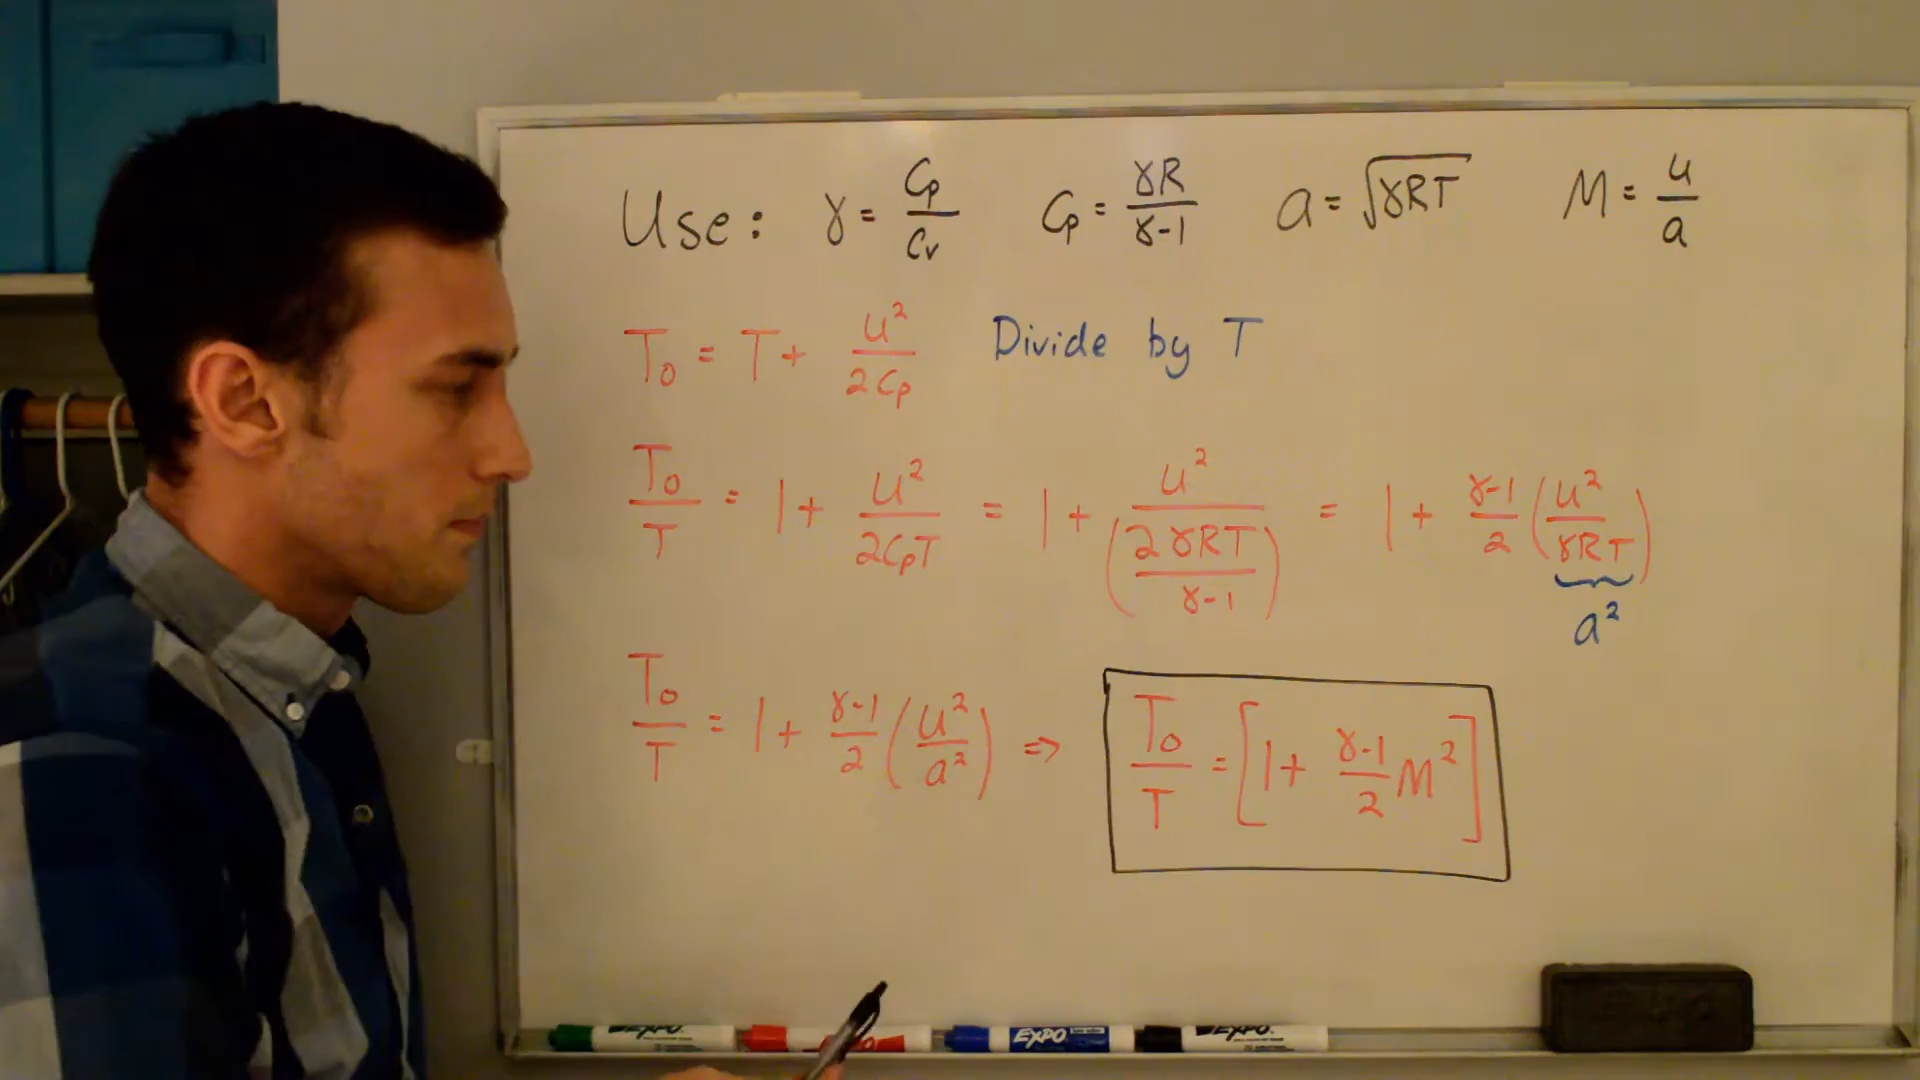 Use: γ = Cp/Cv   Cp = γR/γ-1   a = √γRT   M = u/a
T₀ = T + u²/2Cp   Divide by T
T₀/T = 1 + u²/2CpT = 1 + u²/(2γRT/γ-1) = 1 + γ-1/2 (u²/γRT)
a²
T₀/T = 1 + γ-1/2 (u²/a²) ⇒ T₀/T = [1 + γ-1/2 M²]
EXPO EXPO EXPO